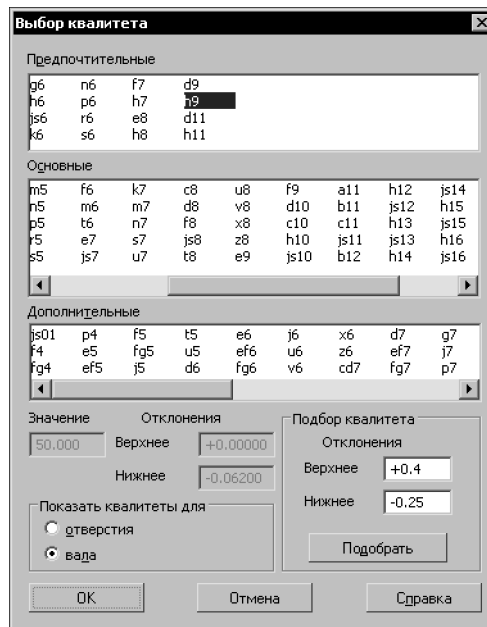 Выбор квалитета
Предпочтительные
g6 n6 f7 d9
h6 p6 h7 h9
js6 r6 e8 d11
k6 s6 h8 h11
Основные
m5 f6 k7 c8 u8 f9 a11 h12 js14
n5 m6 m7 d8 v8 d10 b11 js12 h15
p5 t6 n7 f8 x8 c10 c11 h13 js15
r5 e7 s7 js8 z8 h10 js11 js13 h16
s5 js7 u7 t8 e9 js10 b12 h14 js16
Дополнительные
js01 p4 f5 t5 e6 j6 x6 d7 g7
f4 e5 fg5 u5 ef6 u6 z6 ef7 j7
fg4 ef5 j5 d6 fg6 v6 cd7 fg7 p7
Значение Отклонения
50.000 Верхнее +0.00000
Нижнее -0.06200
Показать квалитеты для
отверстия
вала
Подбор квалитета
Отклонения
Верхнее +0.4
Нижнее -0.25
Подобрать
OK Отмена Справка